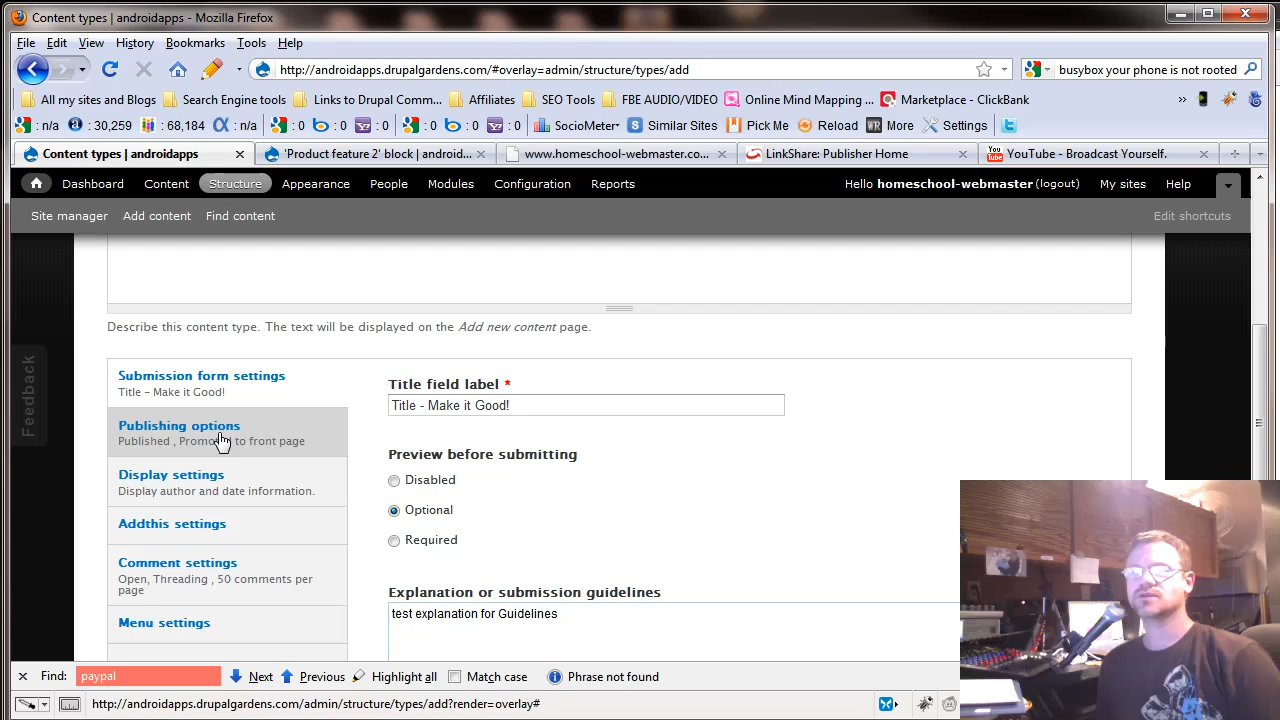 Content types | androidapps - Mozilla Firefox
File Edit View History Bookmarks Tools Help
http://androidapps.drupalgardens.com/#overlay=admin/structure/types/add
busybox your phone is not rooted
All my sites and Blogs Search Engine tools Links to Drupal Comm... Affiliates SEO Tools FBE AUDIO/VIDEO Online Mind Mapping ... Marketplace - ClickBank »
: n/a : 30,259 : 68,184 : n/a : 0 : 0 : 0 : 0 : 0 : 0 SocioMeter Similar Sites Pick Me Reload WR More Settings
Content types | androidapps 'Product feature 2' block | android... www.homeschool-webmaster.co... LinkShare: Publisher Home You Tube YouTube - Broadcast Yourself.
Dashboard Content Structure Appearance People Modules Configuration Reports Hello homeschool-webmaster (logout) My sites Help
Site manager Add content Find content Edit shortcuts
Describe this content type. The text will be displayed on the Add new content page.
Feedback
Submission form settings
Title - Make it Good!
Publishing options
Published , Promo to front page
Display settings
Display author and date information.
Addthis settings
Comment settings
Open, Threading , 50 comments per
page
Menu settings
Title field label *
Title - Make it Good!
Preview before submitting
Disabled
Optional
Required
Explanation or submission guidelines
test explanation for Guidelines
Find: paypal Next Previous Highlight all Match case Phrase not found
http://androidapps.drupalgardens.com/admin/structure/types/add?render=overlay#